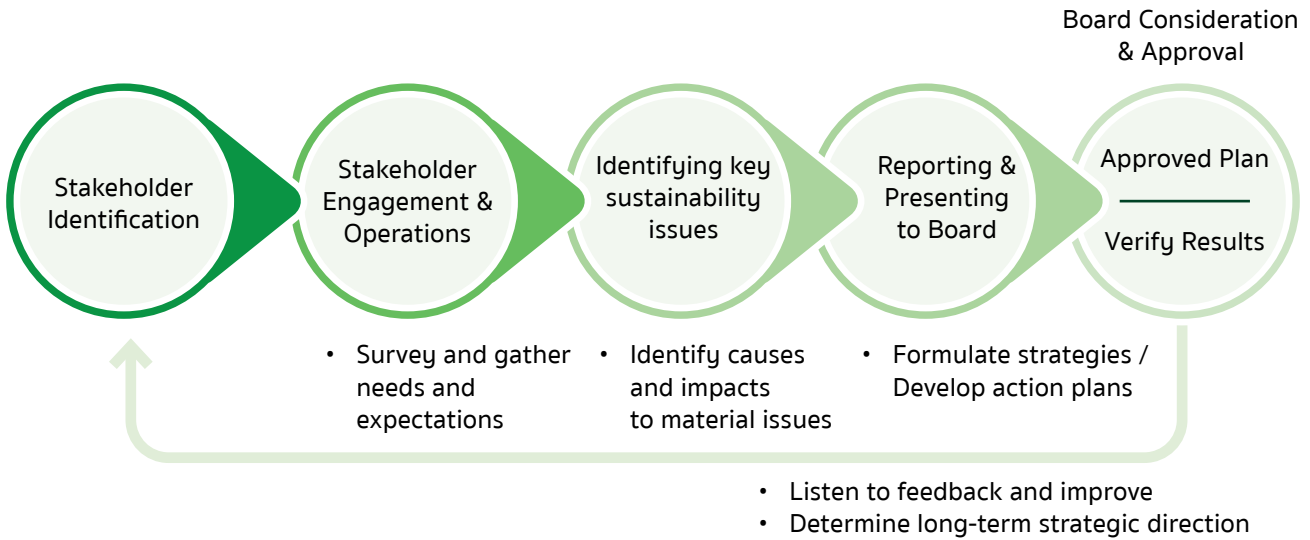 Board Consideration
& Approval
Stakeholder
Identification
Stakeholder
Engagement &
Operations
Identifying key
sustainability
issues
Reporting &
Presenting
to Board
Approved Plan
Verify Results
• Survey and gather
needs and
expectations
• Identify causes
and impacts
to material issues
• Formulate strategies /
Develop action plans
• Listen to feedback and improve
• Determine long-term strategic direction